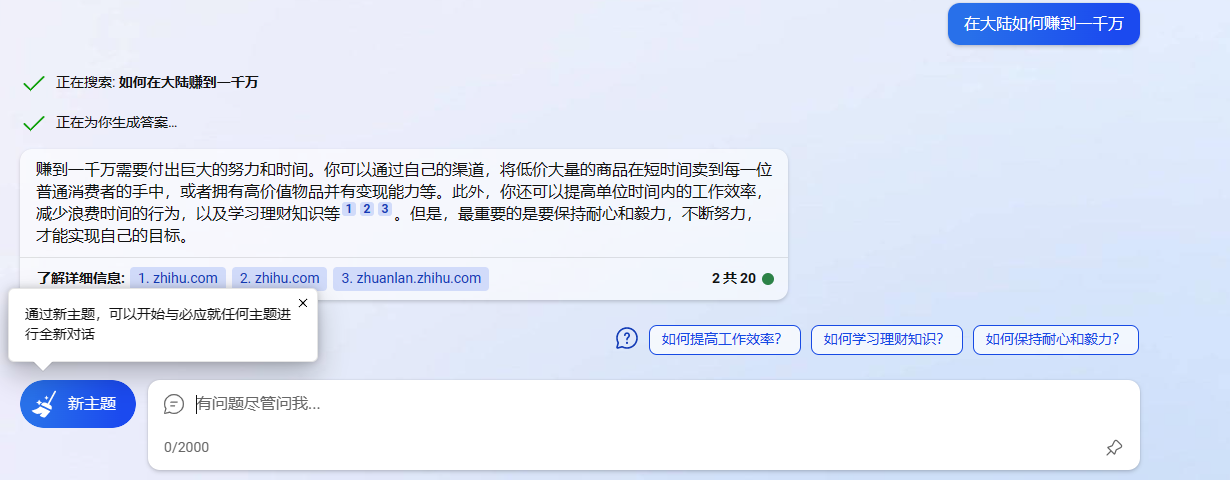 在大陆如何赚到一千万
正在搜索: 如何在大陆赚到一千万
正在为你生成答案...
赚到一千万需要付出巨大的努力和时间。你可以通过自己的渠道，将低价大量的商品在短时间卖到每一位
普通消费者的手中，或者拥有高价值物品并有变现能力等。此外，你还可以提高单位时间内的工作效率，
减少浪费时间的行为，以及学习理财知识等 1 2 3 。但是，最重要的是要保持耐心和毅力，不断努力，
才能实现自己的目标。
了解详细信息: 1. zhihu.com 2. zhihu.com 3. zhuanlan.zhihu.com 2 共 20
通过新主题，可以开始与必应就任何主题进
行全新对话
如何提高工作效率？ 如何学习理财知识？ 如何保持耐心和毅力？
新主题
有问题尽管问我...
0/2000